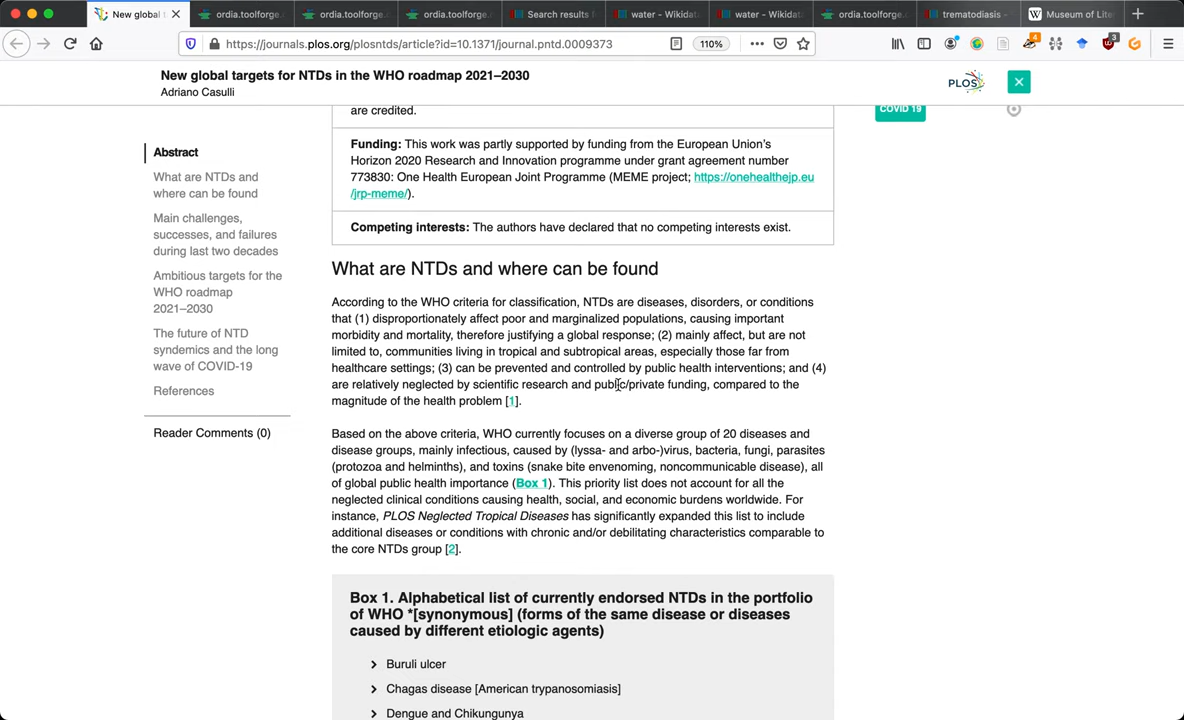 New global t
ordia.toolforge.
ordia.toolforge.
ordia.toolforge.
Search results f
water - Wikidat
water - Wikidat
ordia.toolforge.
trematodiasis -
Museum of Lite
https://journals.plos.org/plosntds/article?id=10.1371/journal.pntd.0009373
110%
4
3
New global targets for NTDs in the WHO roadmap 2021–2030
Adriano Casulli
PLOS
COVID 19
Abstract
What are NTDs and
where can be found
Main challenges,
successes, and failures
during last two decades
Ambitious targets for the
WHO roadmap
2021–2030
The future of NTD
syndemics and the long
wave of COVID-19
References
Reader Comments (0)
are credited.
Funding: This work was partly supported by funding from the European Union's
Horizon 2020 Research and Innovation programme under grant agreement number
773830: One Health European Joint Programme (MEME project; https://onehealthejp.eu
/jrp-meme/).
Competing interests: The authors have declared that no competing interests exist.
What are NTDs and where can be found
According to the WHO criteria for classification, NTDs are diseases, disorders, or conditions
that (1) disproportionately affect poor and marginalized populations, causing important
morbidity and mortality, therefore justifying a global response; (2) mainly affect, but are not
limited to, communities living in tropical and subtropical areas, especially those far from
healthcare settings; (3) can be prevented and controlled by public health interventions; and (4)
are relatively neglected by scientific research and public/private funding, compared to the
magnitude of the health problem [1].
Based on the above criteria, WHO currently focuses on a diverse group of 20 diseases and
disease groups, mainly infectious, caused by (lyssa- and arbo-)virus, bacteria, fungi, parasites
(protozoa and helminths), and toxins (snake bite envenoming, noncommunicable disease), all
of global public health importance (Box 1). This priority list does not account for all the
neglected clinical conditions causing health, social, and economic burdens worldwide. For
instance, PLOS Neglected Tropical Diseases has significantly expanded this list to include
additional diseases or conditions with chronic and/or debilitating characteristics comparable to
the core NTDs group [2].
Box 1. Alphabetical list of currently endorsed NTDs in the portfolio
of WHO *[synonymous] (forms of the same disease or diseases
caused by different etiologic agents)
Buruli ulcer
Chagas disease [American trypanosomiasis]
Dengue and Chikungunya